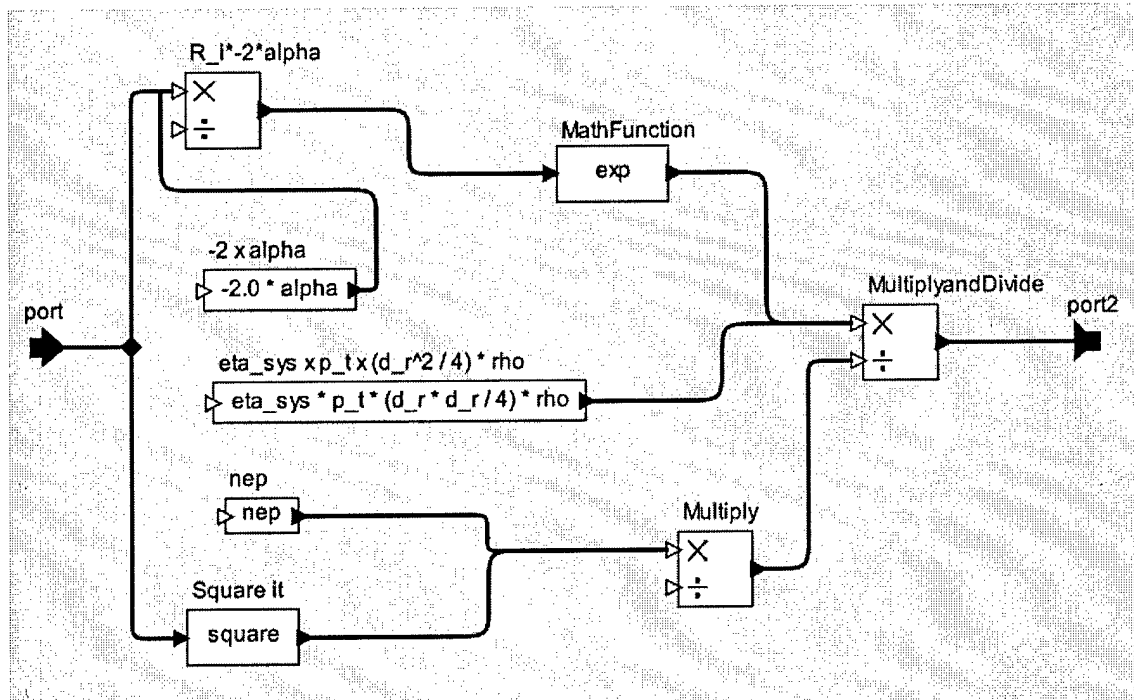 R_i*-2*alpha
×
÷
MathFunction
exp
-2 x alpha
-2.0 * alpha
port
MultiplyandDivide
port2
×
÷
eta_sys x p_t x (d_r^2 / 4) * rho
eta_sys * p_t * (d_r * d_r / 4) * rho
nep
nep
Multiply
×
÷
Square it
square